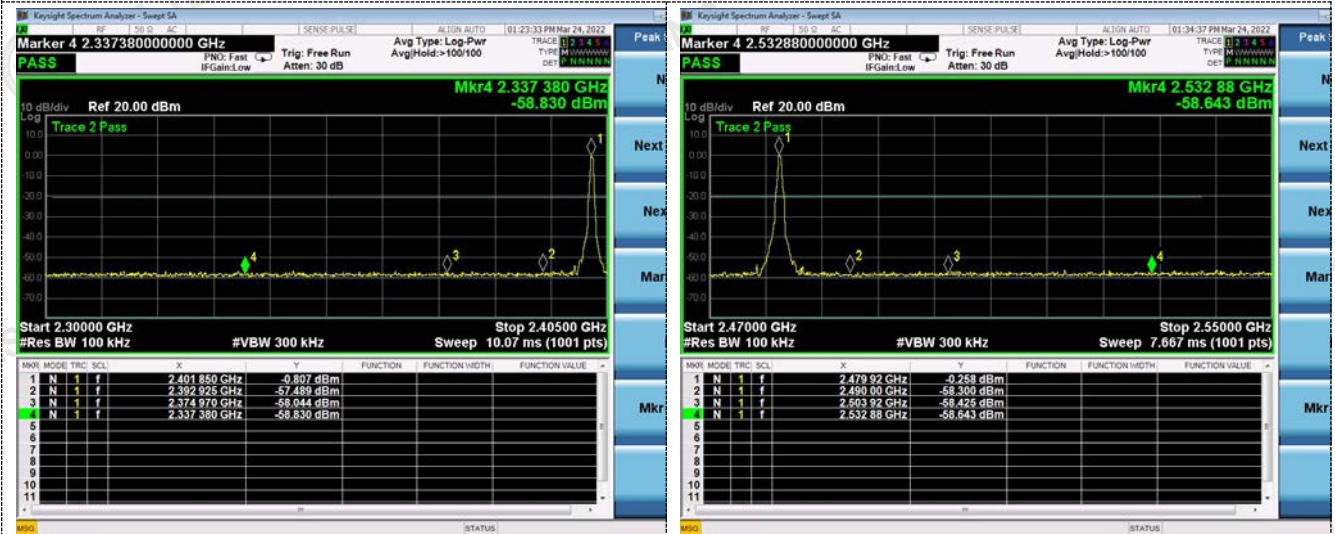 Keysight Spectrum Analyzer - Swept SA
RF 50 Ω AC SENSE:PULSE ALIGN AUTO 01:23:33 PM Mar 24, 2022
Marker 4 2.337380000000 GHz
PNO: Fast
IFGain:Low
Trig: Free Run
Atten: 30 dB
Avg Type: Log-Pwr
Avg|Hold:>100/100
TRACE 1 2 3 4 5 6
TYPE M
DET P N N N N N
PASS
Mkr4 2.337 380 GHz
-58.830 dBm
10 dB/div Ref 20.00 dBm
Log
Trace 2 Pass
10.0
0.00
-10.0
-20.0
-30.0
-40.0
-50.0
-60.0
-70.0
1
4
3
2
Start 2.30000 GHz Stop 2.40500 GHz
#Res BW 100 kHz #VBW 300 kHz Sweep 10.07 ms (1001 pts)
MKR MODE TRC SCL X Y FUNCTION FUNCTION WIDTH FUNCTION VALUE
1 N 1 f 2.401 850 GHz -0.807 dBm
2 N 1 f 2.392 925 GHz -57.489 dBm
3 N 1 f 2.374 970 GHz -58.044 dBm
4 N 1 f 2.337 380 GHz -58.830 dBm
5
6
7
8
9
10
11
MSG STATUS
Peak
Next
Nex
Mar
Mkr
Keysight Spectrum Analyzer - Swept SA
RF 50 Ω AC SENSE:PULSE ALIGN AUTO 01:34:37 PM Mar 24, 2022
Marker 4 2.532880000000 GHz
PNO: Fast
IFGain:Low
Trig: Free Run
Atten: 30 dB
Avg Type: Log-Pwr
Avg|Hold:>100/100
TRACE 1 2 3 4 5 6
TYPE M
DET P N N N N N
PASS
Mkr4 2.532 88 GHz
-58.643 dBm
10 dB/div Ref 20.00 dBm
Log
Trace 2 Pass
10.0
0.00
-10.0
-20.0
-30.0
-40.0
-50.0
-60.0
-70.0
1
2
3
4
Start 2.47000 GHz Stop 2.55000 GHz
#Res BW 100 kHz #VBW 300 kHz Sweep 7.667 ms (1001 pts)
MKR MODE TRC SCL X Y FUNCTION FUNCTION WIDTH FUNCTION VALUE
1 N 1 f 2.479 92 GHz -0.258 dBm
2 N 1 f 2.490 00 GHz -58.300 dBm
3 N 1 f 2.503 92 GHz -58.425 dBm
4 N 1 f 2.532 88 GHz -58.643 dBm
5
6
7
8
9
10
11
MSG STATUS
Peak
N
Next
Nex
Mar
Mkr